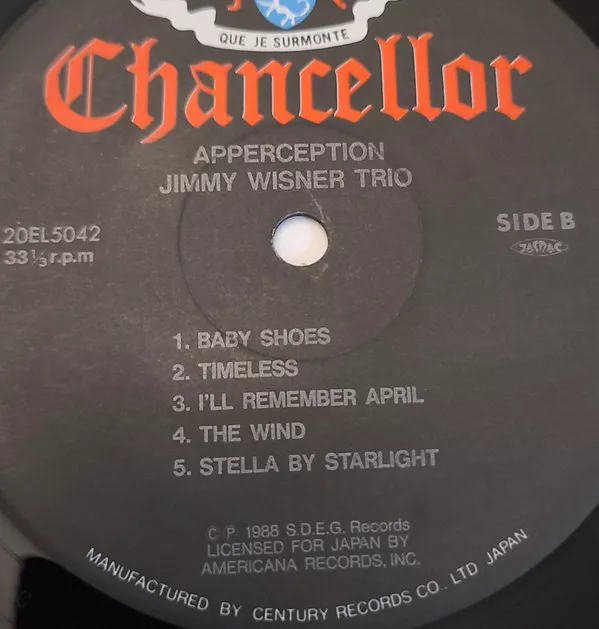 QUE JE SURMONTE
Chancellor
APPERCEPTION
JIMMY WISNER TRIO
20EL5042
33⅓ r.p.m
SIDE B
JASRAC
1. BABY SHOES
2. TIMELESS
3. I'LL REMEMBER APRIL
4. THE WIND
5. STELLA BY STARLIGHT
C P 1988 S.D.E.G. Records
LICENSED FOR JAPAN BY
AMERICANA RECORDS, INC.
MANUFACTURED BY CENTURY RECORDS CO., LTD JAPAN